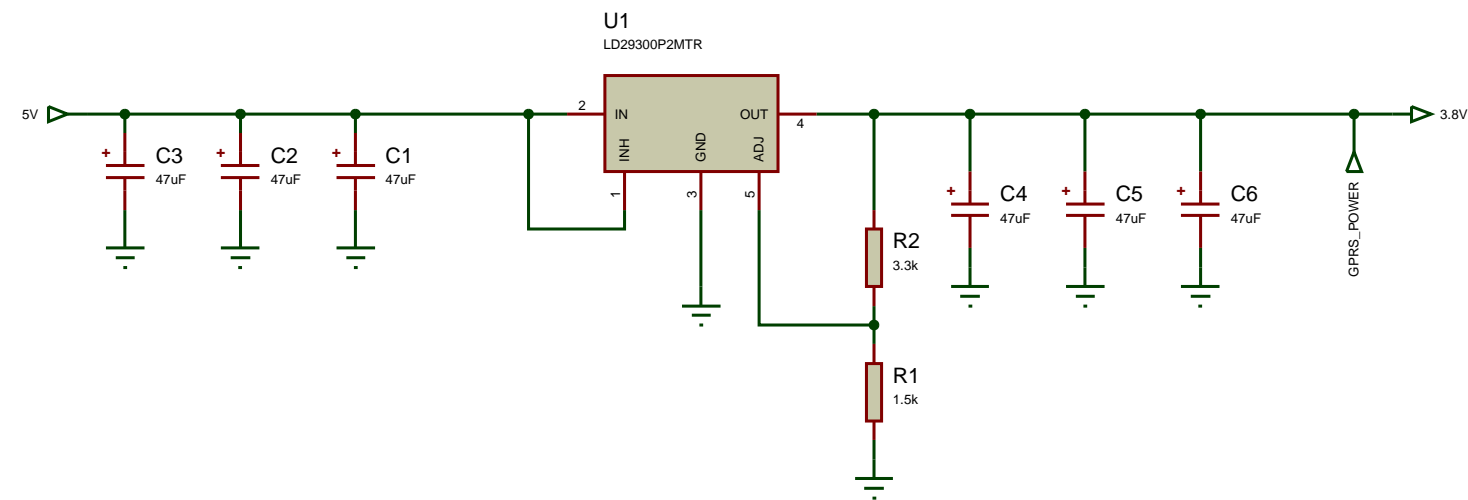 U1
LD29300P2MTR
5V
2
IN
OUT
4
3.8V
INH
GND
ADJ
1
3
5
+
C3
47uF
+
C2
47uF
+
C1
47uF
+
C4
47uF
+
C5
47uF
+
C6
47uF
GPRS_POWER
R2
3.3k
R1
1.5k